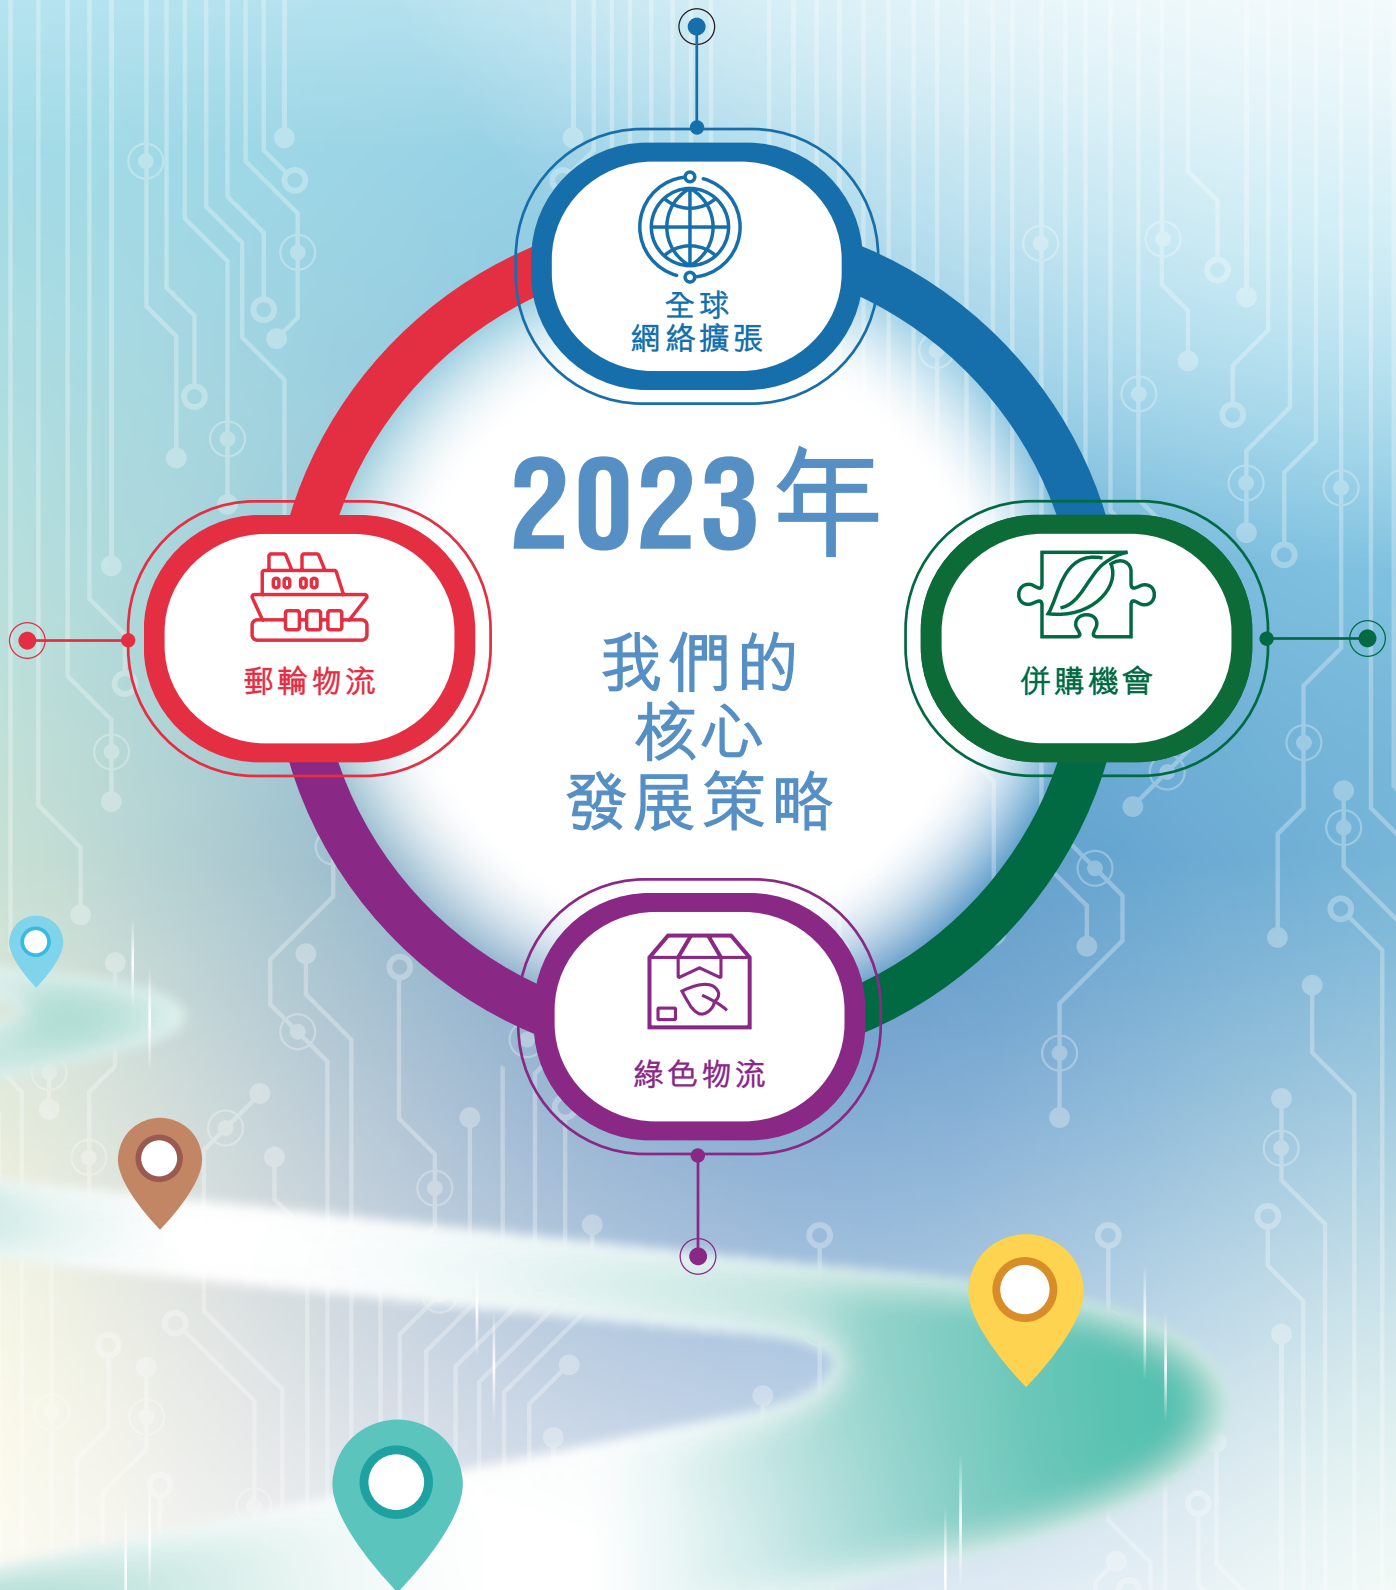 全球
網絡擴張
2023年
我們的
核心
發展策略
郵輪物流
併購機會
綠色物流